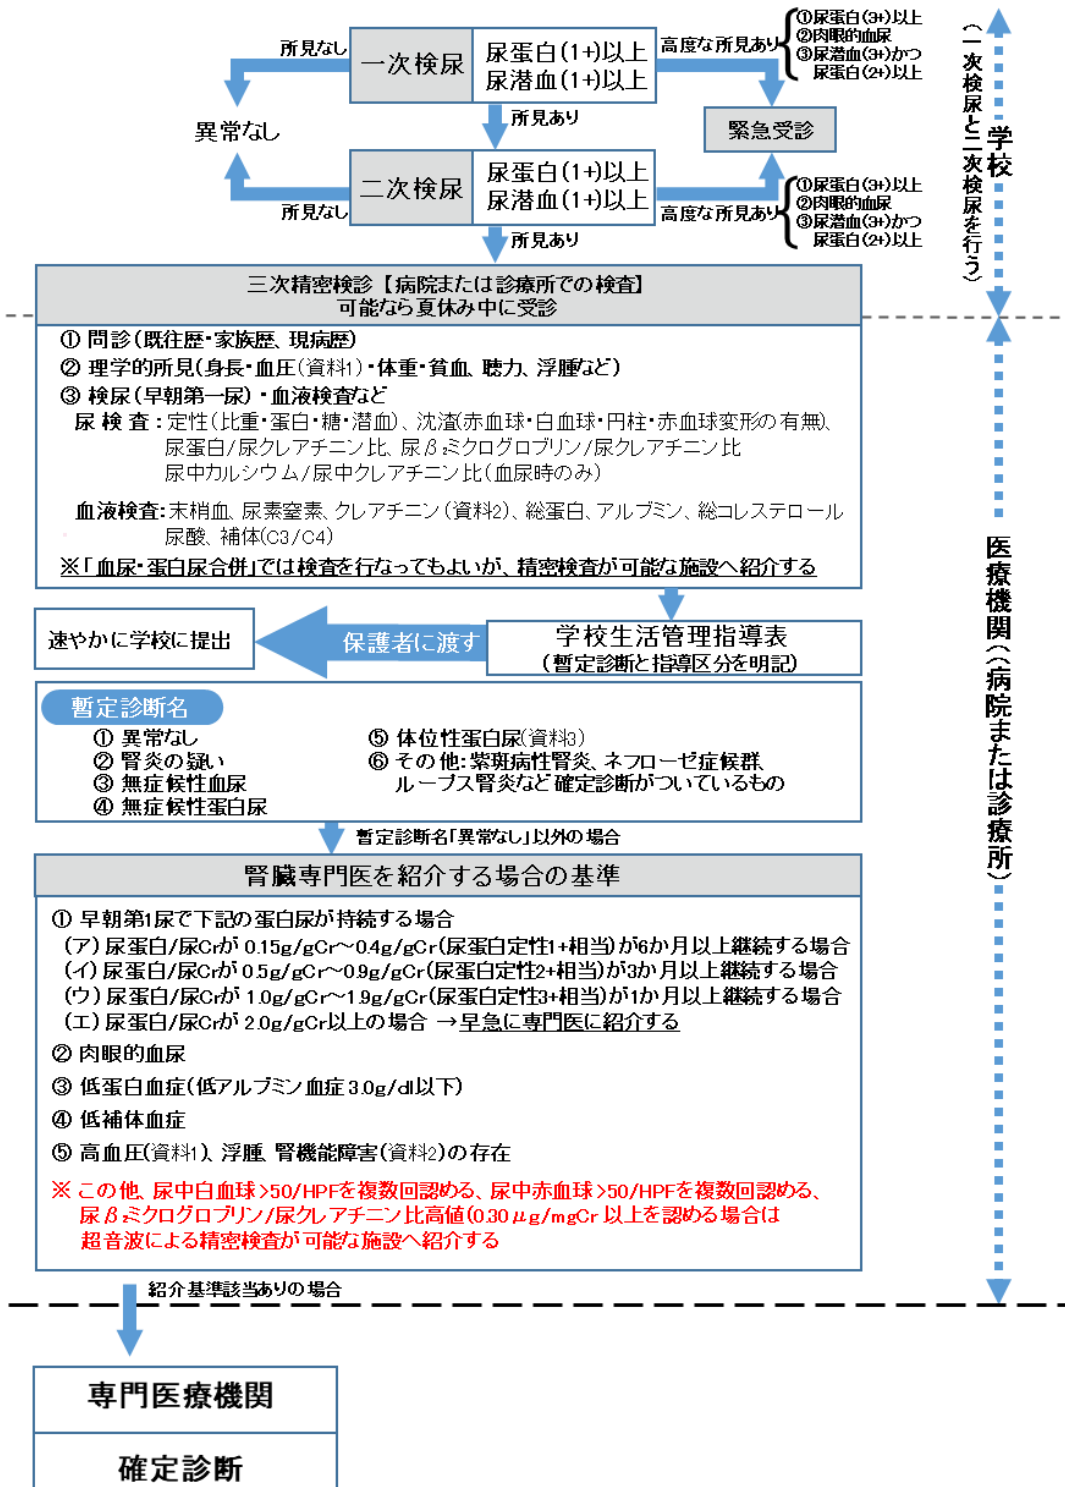 ①尿蛋白(3+)以上
②肉眼的血尿
③尿潜血(3+)かつ
尿蛋白(2+)以上
所見なし
一次検尿
尿蛋白(1+)以上
尿潜血(1+)以上
高度な所見あり
異常なし
所見あり
緊急受診
二次検尿
尿蛋白(1+)以上
尿潜血(1+)以上
所見なし
高度な所見あり
①尿蛋白(3+)以上
②肉眼的血尿
③尿潜血(3+)かつ
尿蛋白(2+)以上
所見あり
学校
(一次検尿と二次検尿を行う)
三次精密検診【病院または診療所での検査】
可能なら夏休み中に受診
① 問診(既往歴・家族歴、現病歴)
② 理学的所見(身長・血圧(資料1)・体重・貧血、聴力、浮腫など)
③ 検尿(早朝第一尿)・血液検査など
尿 検 査:定性(比重・蛋白・糖・潜血)、沈渣(赤血球・白血球・円柱・赤血球変形の有無)、
尿蛋白/尿クレアチニン比、尿β₂ミクログロブリン/尿クレアチニン比
尿中カルシウム/尿中クレアチニン比(血尿時のみ)
血液検査:末梢血、尿素窒素、クレアチニン(資料2)、総蛋白、アルブミン、総コレステロール
尿酸、補体(C3/C4)
※「血尿・蛋白尿合併」では検査を行なってもよいが、精密検査が可能な施設へ紹介する
速やかに学校に提出
保護者に渡す
学校生活管理指導表
(暫定診断と指導区分を明記)
医療機関((病院または診療所)
暫定診断名
① 異常なし
② 腎炎の疑い
③ 無症候性血尿
④ 無症候性蛋白尿
⑤ 体位性蛋白尿(資料3)
⑥ その他:紫斑病性腎炎、ネフローゼ症候群、
ループス腎炎など確定診断がついているもの
暫定診断名「異常なし」以外の場合
腎臓専門医を紹介する場合の基準
① 早朝第1尿で下記の蛋白尿が持続する場合
(ア) 尿蛋白/尿Crが 0.15g/gCr～0.4g/gCr(尿蛋白定性1+相当)が6か月以上継続する場合
(イ) 尿蛋白/尿Crが 0.5g/gCr～0.9g/gCr(尿蛋白定性2+相当)が3か月以上継続する場合
(ウ) 尿蛋白/尿Crが 1.0g/gCr～1.9g/gCr(尿蛋白定性3+相当)が1か月以上継続する場合
(エ) 尿蛋白/尿Crが 2.0g/gCr以上の場合 →早急に専門医に紹介する
② 肉眼的血尿
③ 低蛋白血症(低アルブミン血症3.0g/dl以下)
④ 低補体血症
⑤ 高血圧(資料1)、浮腫、腎機能障害(資料2)の存在
※ この他、尿中白血球>50/HPFを複数回認める、尿中赤血球>50/HPFを複数回認める、
尿β₂ミクログロブリン/尿クレアチニン比高値(0.30μg/mgCr以上を認める場合は
超音波による精密検査が可能な施設へ紹介する
紹介基準該当ありの場合
専門医療機関
確定診断